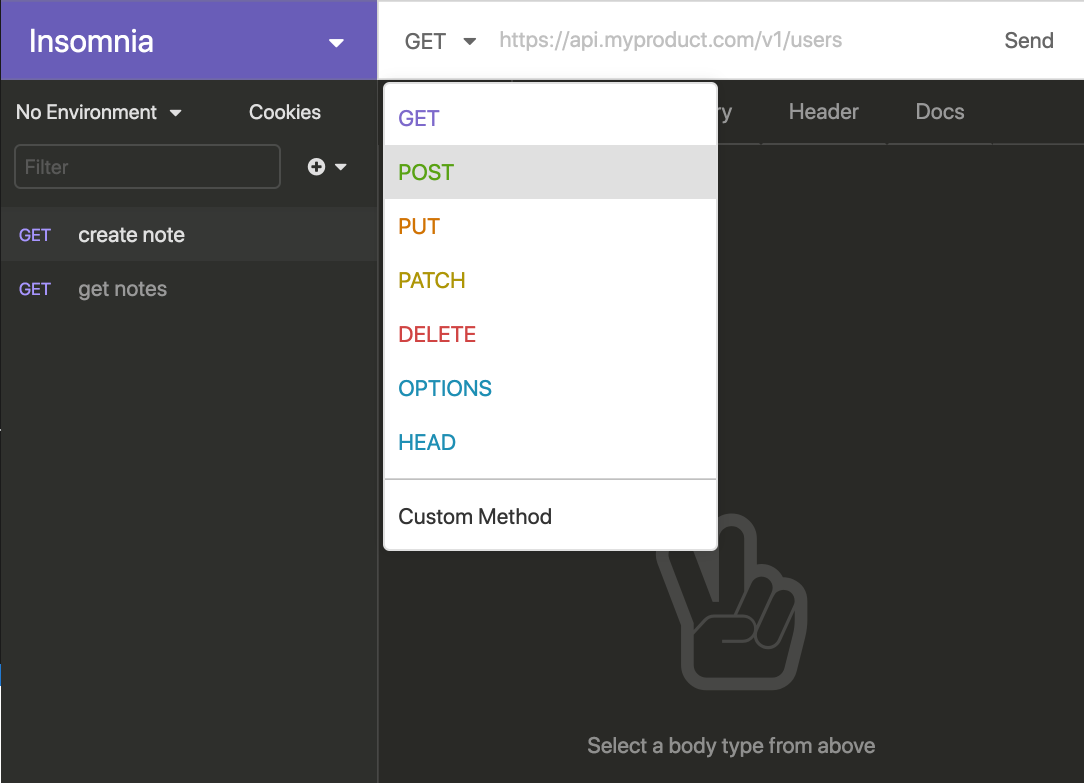 Insomnia
GET https://api.myproduct.com/v1/users Send
No Environment Cookies
Header Docs
Filter
GET create note
GET get notes
GET
POST
PUT
PATCH
DELETE
OPTIONS
HEAD
Custom Method
Select a body type from above